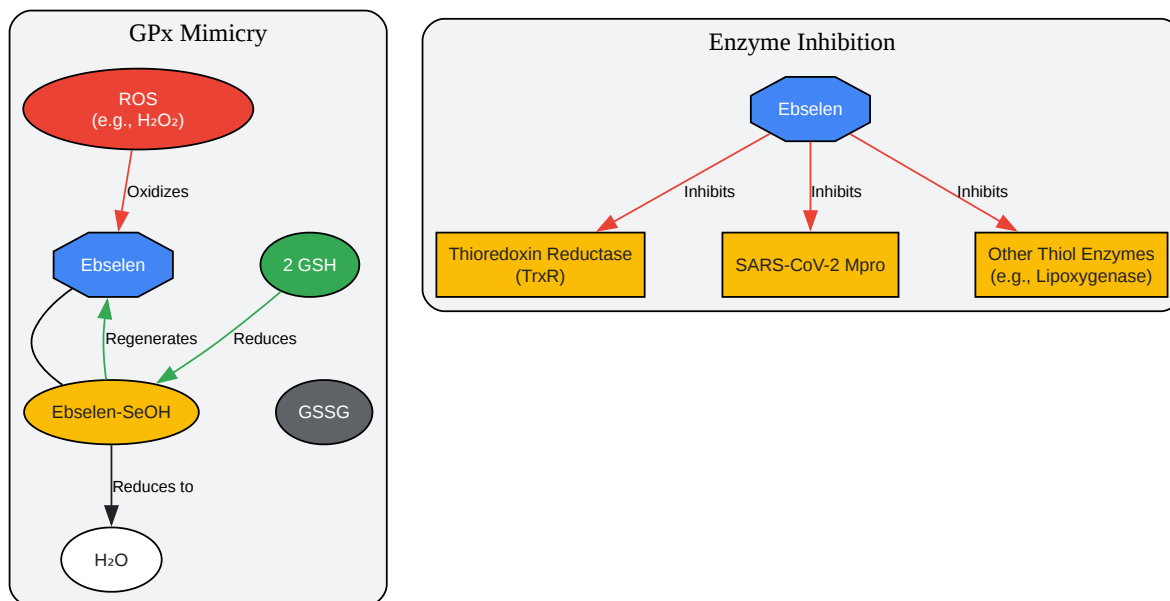 GPx Mimicry
ROS
(e.g., H₂O₂)
Oxidizes
Ebselen
2 GSH
Regenerates
Reduces
Ebselen-SeOH
GSSG
Reduces to
H₂O
Enzyme Inhibition
Ebselen
Inhibits
Inhibits
Inhibits
Thioredoxin Reductase
(TrxR)
SARS-CoV-2 Mpro
Other Thiol Enzymes
(e.g., Lipoxygenase)